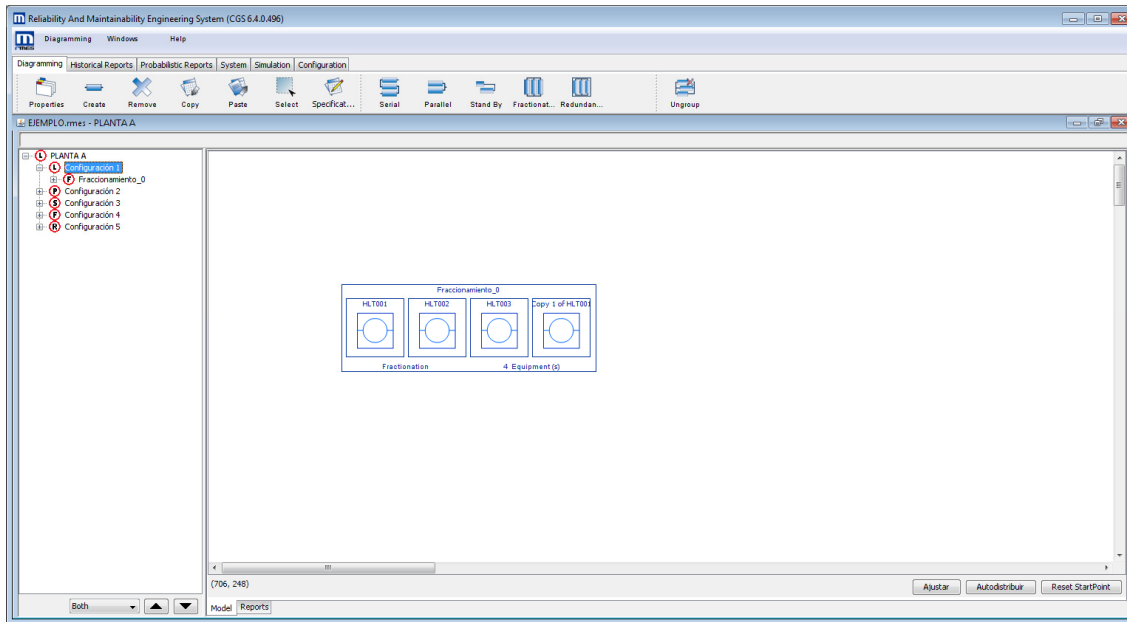 Reliability And Maintainability Engineering System (CGS 6.4.0.496)
Diagramming Windows Help
Diagramming Historical Reports Probabilistic Reports System Simulation Configuration
Properties Create Remove Copy Paste Select Specificat... Serial Parallel Stand By Fractionat... Redundan... Ungroup
EJEMPLO.rmes - PLANTA A
L PLANTA A
L Configuración 1
F Fraccionamiento_0
P Configuración 2
S Configuración 3
F Configuración 4
R Configuración 5
Fraccionamiento_0
HLT001 HLT002 HLT003 Copy 1 of HLT001
Fractionation 4 Equipment(s)
(706, 248)
Ajustar Autodistribuir Reset StartPoint
Both
Model Reports